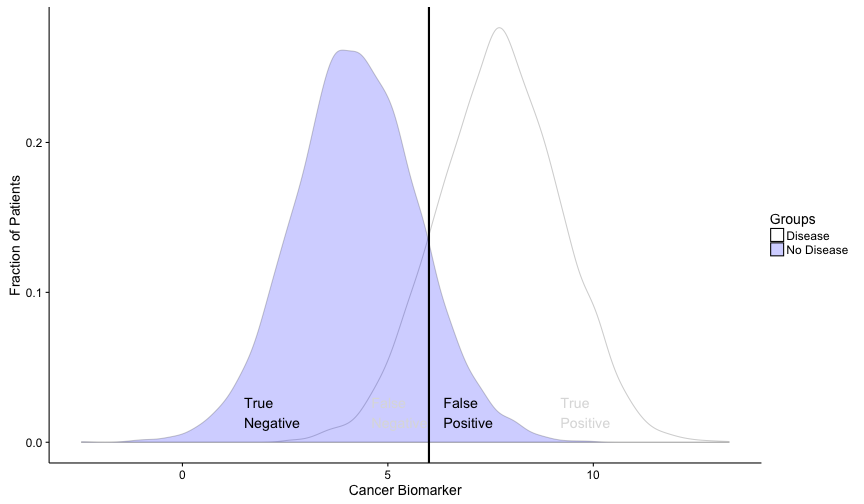 Fraction of Patients
0.2
0.1
0.0
True
Negative
False
Positive
True
Positive
0
5
10
Cancer Biomarker
Groups
Disease
No Disease